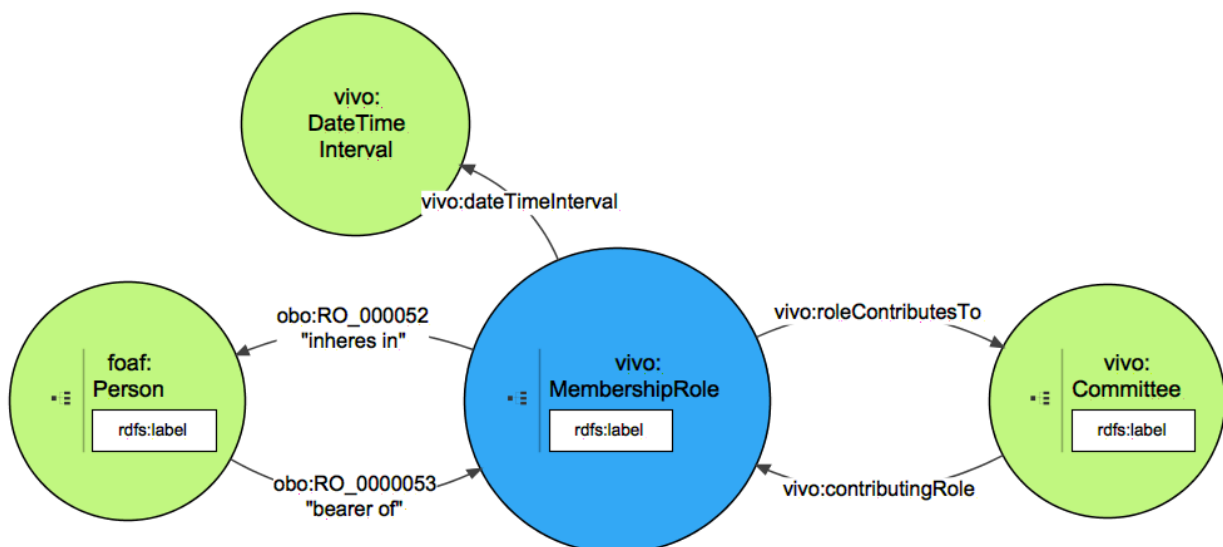 vivo:
DateTime
Interval
vivo:dateTimeInterval
obo:RO_000052
"inheres in"
vivo:roleContributesTo
foaf:
Person
rdfs:label
vivo:
MembershipRole
rdfs:label
vivo:
Committee
rdfs:label
obo:RO_0000053
"bearer of"
vivo:contributingRole